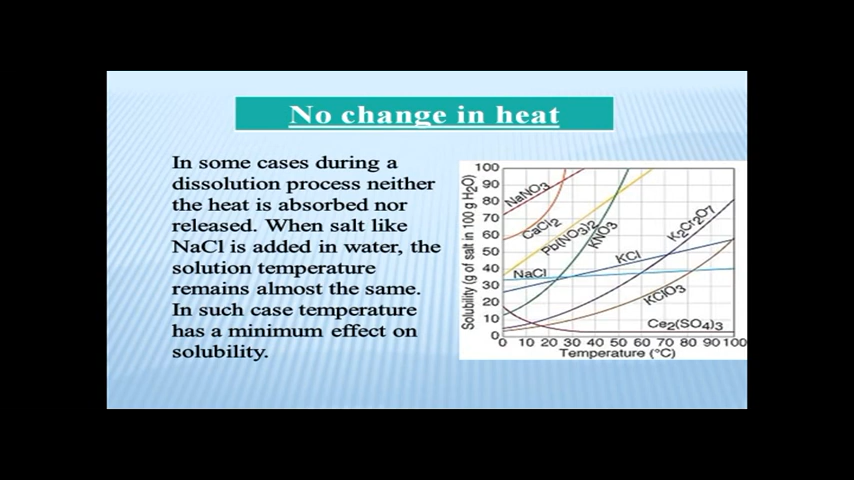 No change in heat
In some cases during a
dissolution process neither
the heat is absorbed nor
released. When salt like
NaCl is added in water, the
solution temperature
remains almost the same.
In such case temperature
has a minimum effect on
solubility.
Solubility (g of salt in 100 g H₂O)
100
90
80
70
60
50
40
30
20
10
0
NaNO₃
CaCl₂
Pb(NO₃)₂
KNO₃
KCl
K₂Cr₂O₇
NaCl
KClO₃
Ce₂(SO₄)₃
0 10 20 30 40 50 60 70 80 90 100
Temperature (°C)